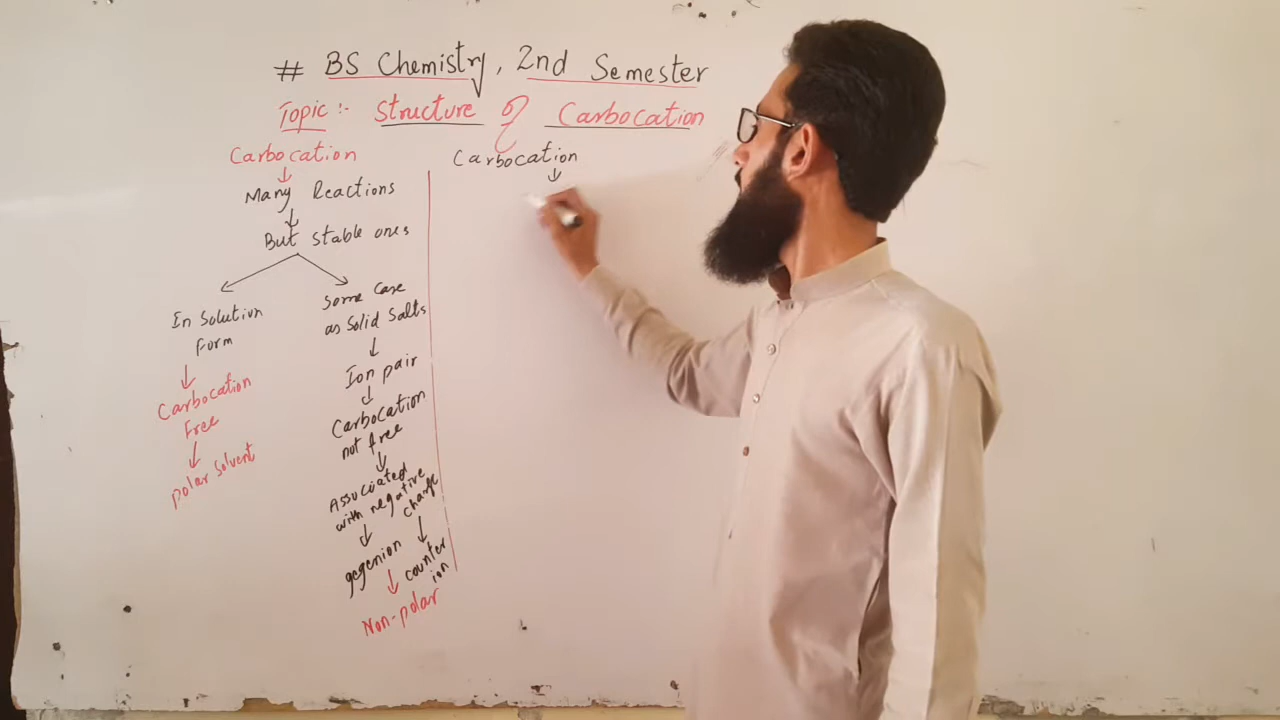 # BS Chemistry, 2nd Semester
Topic :- Structure of Carbocation
Carbocation
↓
Many Reactions
↓
But stable ones
In Solution
Form
↓
Carbocation
Free
↓
polar solvent
Some Case
as Solid Salts
↓
Ion pair
↓
Carbocation
not free
↓
Associated
with negative
charge
↓ ↓
gegenion counter
ion
↓
Non-polar
Carbocation
↓